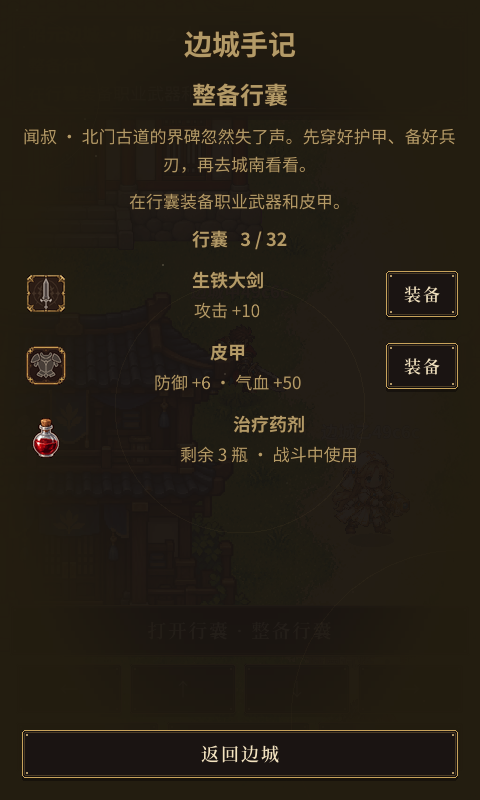 边城手记
整备行囊
闻叔 · 北门古道的界碑忽然失了声。先穿好护甲、备好兵
刃，再去城南看看。
在行囊装备职业武器和皮甲。
行囊 3 / 32
生铁大剑
攻击 +10
装备
皮甲
防御 +6 · 气血 +50
装备
治疗药剂
剩余 3 瓶 · 战斗中使用
打开行囊 · 整备行囊
返回边城